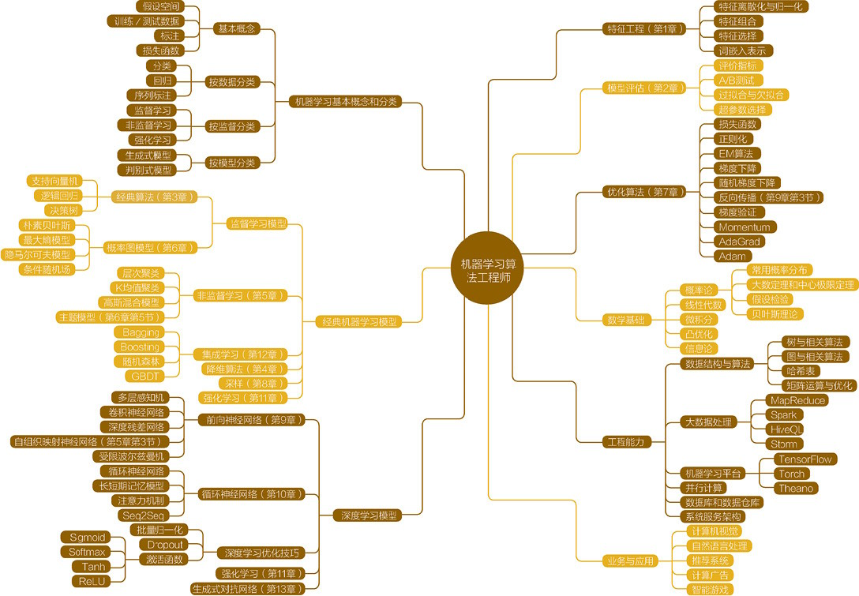 机器学习算
法工程师
机器学习基本概念和分类
基本概念
假设空间
训练／测试数据
标注
损失函数
按数据分类
分类
回归
序列标注
按监督分类
监督学习
非监督学习
强化学习
按模型分类
生成式模型
判别式模型
经典机器学习模型
监督学习模型
经典算法（第3章）
支持向量机
逻辑回归
决策树
概率图模型（第6章）
朴素贝叶斯
最大熵模型
隐马尔可夫模型
条件随机场
非监督学习（第5章）
层次聚类
K均值聚类
高斯混合模型
主题模型（第6章第5节）
集成学习（第12章）
Bagging
Boosting
随机森林
GBDT
降维算法（第4章）
采样（第8章）
强化学习（第11章）
深度学习模型
前向神经网络（第9章）
多层感知机
卷积神经网络
深度残差网络
自组织映射神经网络（第5章第3节）
受限玻尔兹曼机
循环神经网络（第10章）
循环神经网路
长短期记忆模型
注意力机制
Seq2Seq
深度学习优化技巧
批量归一化
Dropout
激活函数
Sigmoid
Softmax
Tanh
ReLU
强化学习（第11章）
生成式对抗网络（第13章）
特征工程（第1章）
特征离散化与归一化
特征组合
特征选择
词嵌入表示
模型评估（第2章）
评价指标
A/B测试
过拟合与欠拟合
超参数选择
优化算法（第7章）
损失函数
正则化
EM算法
梯度下降
随机梯度下降
反向传播（第9章第3节）
梯度验证
Momentum
AdaGrad
Adam
数学基础
概率论
常用概率分布
大数定理和中心极限定理
假设检验
贝叶斯理论
线性代数
微积分
凸优化
信息论
工程能力
数据结构与算法
树与相关算法
图与相关算法
哈希表
矩阵运算与优化
大数据处理
MapReduce
Spark
HiveQL
Storm
机器学习平台
TensorFlow
Torch
Theano
并行计算
数据库和数据仓库
系统服务架构
业务与应用
计算机视觉
自然语言处理
推荐系统
计算广告
智能游戏